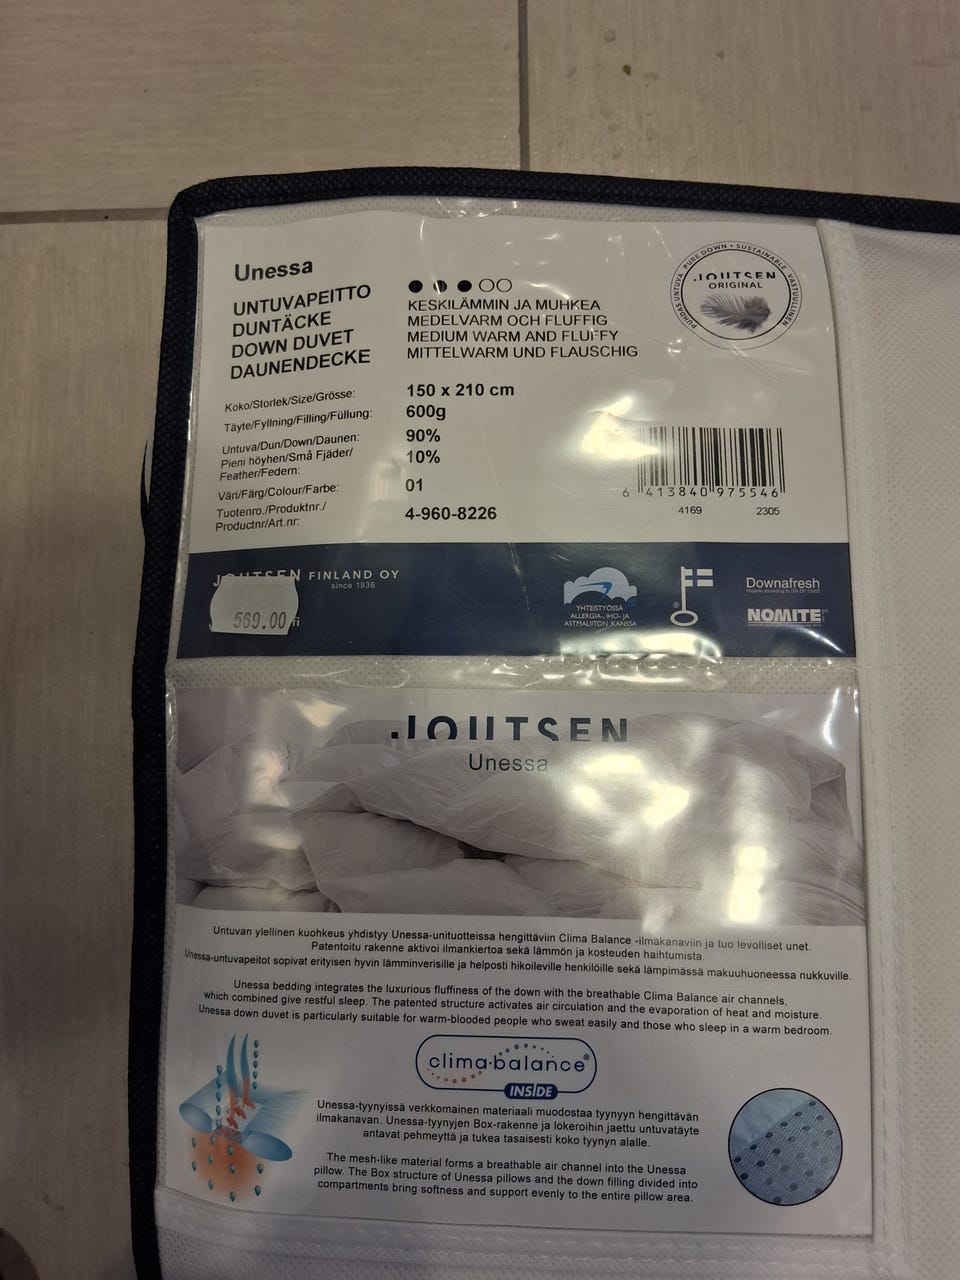 Unessa
UNTUVAPEITTO
DUNTÄCKE
DOWN DUVET
DAUNENDECKE
KESKILÄMMIN JA MUHKEA
MEDELVARM OCH FLUFFIG
MEDIUM WARM AND FLUFFY
MITTELWARM UND FLAUSCHIG
PUHDAS UNTUVA PURE DOWN • SUSTAINABLE VASTUULLINEN
JOUTSEN
ORIGINAL
Koko/Storlek/Size/Grösse: 150 x 210 cm
Täyte/Fyllning/Filling/Füllung: 600g
Untuva/Dun/Down/Daunen: 90%
Pieni höyhen/Små Fjäder/ 10%
Feather/Federn:
Väri/Färg/Colour/Farbe: 01
Tuotenro./Produktnr./ 4-960-8226
Productnr/Art.nr:
6 413840 975546
4169 2305
JOUTSEN FINLAND OY
since 1936
569.00
YHTEISTYÖSSÄ
ALLERGIA-, IHO- JA
ASTMALIITON KANSSA
Downafresh
NOMITE
JOUTSEN
Unessa
Untuvan ylellinen kuohkeus yhdistyy Unessa-unituotteissa hengittäviin Clima Balance -ilmakanaviin ja tuo levolliset unet.
Patentoitu rakenne aktivoi ilmankiertoa sekä lämmön ja kosteuden haihtumista.
Unessa-untuvapeitot sopivat erityisen hyvin lämminverisille ja helposti hikoileville henkilöille sekä lämpimässä makuuhuoneessa nukkuville.
Unessa bedding integrates the luxurious fluffiness of the down with the breathable Clima Balance air channels,
which combined give restful sleep. The patented structure activates air circulation and the evaporation of heat and moisture.
Unessa down duvet is particularly suitable for warm-blooded people who sweat easily and those who sleep in a warm bedroom.
clima·balance®
INSIDE
Unessa-tyynyissä verkkomainen materiaali muodostaa tyynyyn hengittävän
ilmakanavan. Unessa-tyynyjen Box-rakenne ja lokeroihin jaettu untuvatäyte
antavat pehmeyttä ja tukea tasaisesti koko tyynyn alalle.
The mesh-like material forms a breathable air channel into the Unessa
pillow. The Box structure of Unessa pillows and the down filling divided into
compartments bring softness and support evenly to the entire pillow area.